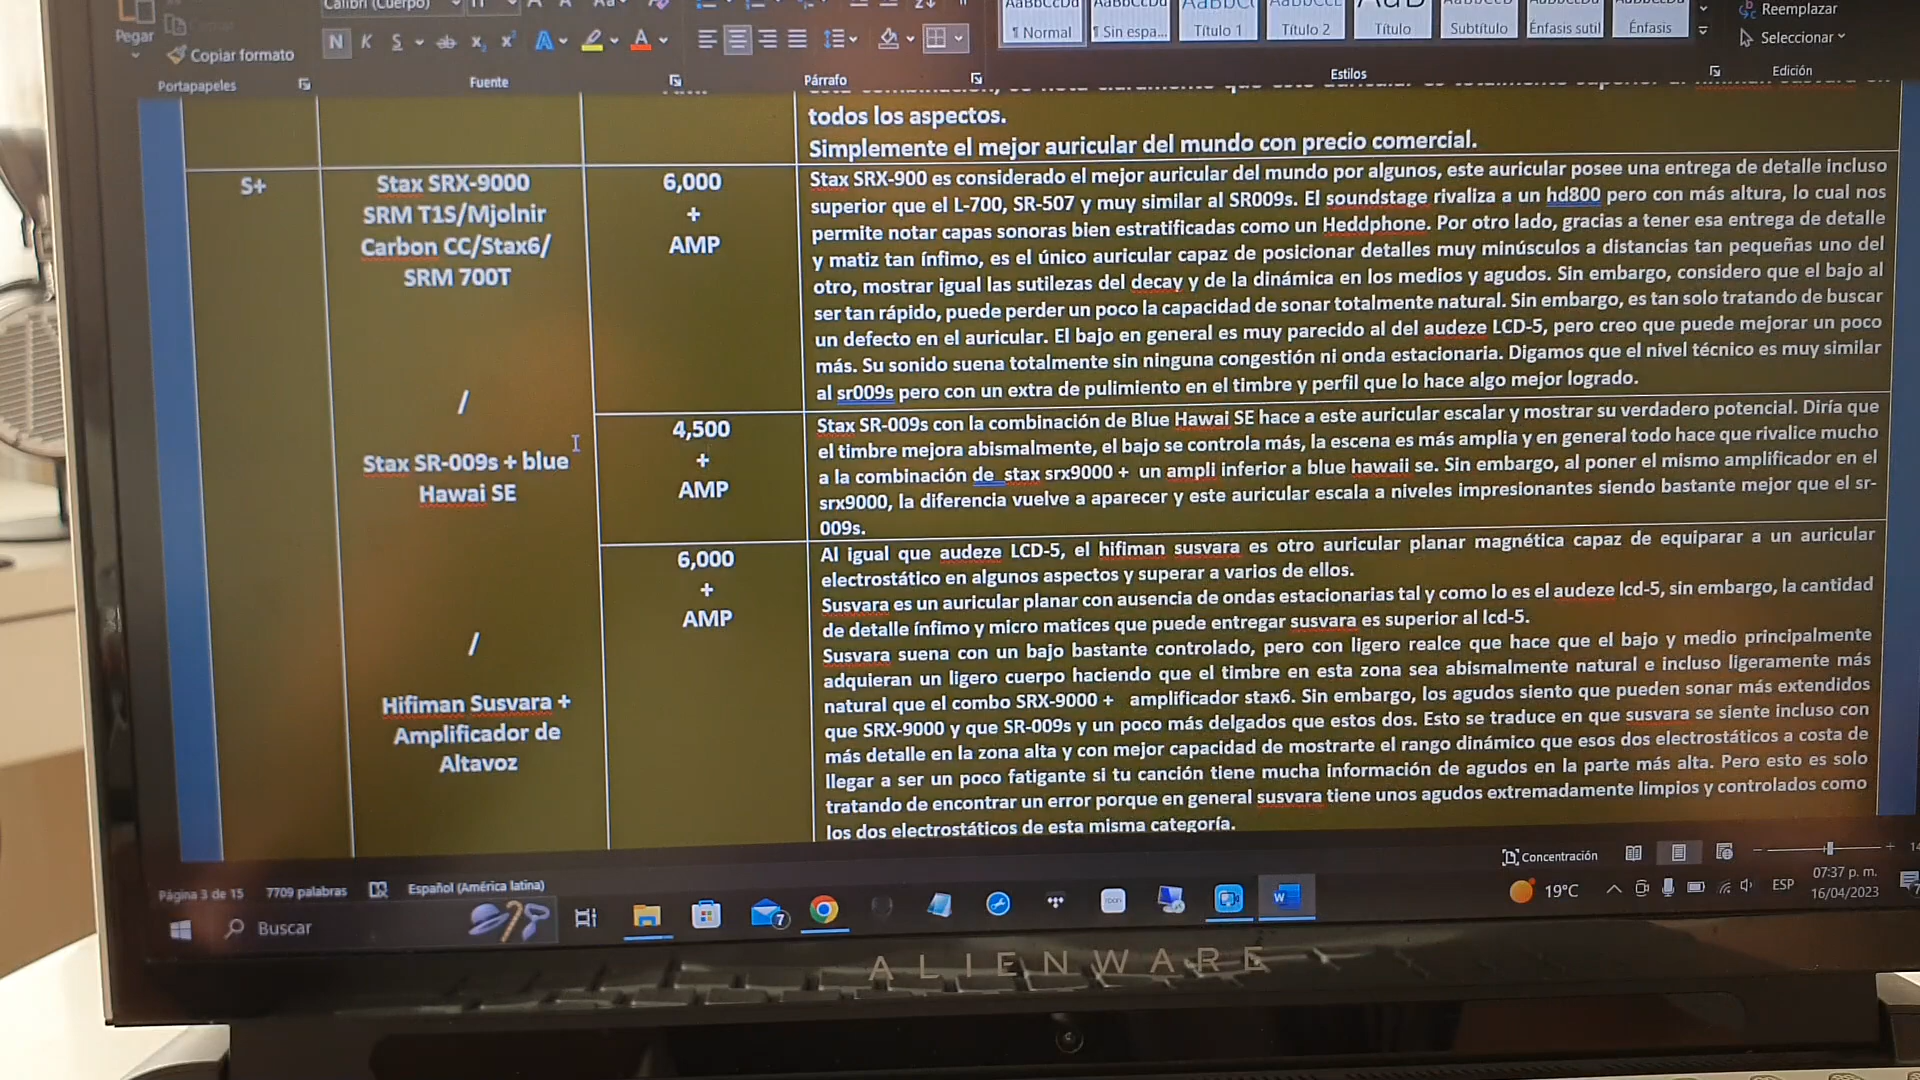 Calibri (Cuerpo)
Pegar
Copiar formato
N K S ab x x A A
AaBbCcDd AaBbCcDd AaBbC AaBbCcD AaB AaBbCcD AaBbCcDd AaBbCcDd
¶ Normal ¶ Sin espa... Título 1 Título 2 Título Subtítulo Énfasis sutil Énfasis
Reemplazar
Seleccionar
Portapapeles Fuente Párrafo Estilos Edición
todos los aspectos.
Simplemente el mejor auricular del mundo con precio comercial.
S+
Stax SRX-9000
SRM T1S/Mjolnir
Carbon CC/Stax6/
SRM 700T
/
Stax SR-009s + blue
Hawai SE
/
Hifiman Susvara +
Amplificador de
Altavoz
6,000
+
AMP
Stax SRX-900 es considerado el mejor auricular del mundo por algunos, este auricular posee una entrega de detalle incluso
superior que el L-700, SR-507 y muy similar al SR009s. El soundstage rivaliza a un hd800 pero con más altura, lo cual nos
permite notar capas sonoras bien estratificadas como un Heddphone. Por otro lado, gracias a tener esa entrega de detalle
y matiz tan ínfimo, es el único auricular capaz de posicionar detalles muy minúsculos a distancias tan pequeñas uno del
otro, mostrar igual las sutilezas del decay y de la dinámica en los medios y agudos. Sin embargo, considero que el bajo al
ser tan rápido, puede perder un poco la capacidad de sonar totalmente natural. Sin embargo, es tan solo tratando de buscar
un defecto en el auricular. El bajo en general es muy parecido al del audeze LCD-5, pero creo que puede mejorar un poco
más. Su sonido suena totalmente sin ninguna congestión ni onda estacionaria. Digamos que el nivel técnico es muy similar
al sr009s pero con un extra de pulimiento en el timbre y perfil que lo hace algo mejor logrado.
4,500
+
AMP
Stax SR-009s con la combinación de Blue Hawai SE hace a este auricular escalar y mostrar su verdadero potencial. Diría que
el timbre mejora abismalmente, el bajo se controla más, la escena es más amplia y en general todo hace que rivalice mucho
a la combinación de stax srx9000 + un ampli inferior a blue hawaii se. Sin embargo, al poner el mismo amplificador en el
srx9000, la diferencia vuelve a aparecer y este auricular escala a niveles impresionantes siendo bastante mejor que el sr-
009s.
6,000
+
AMP
Al igual que audeze LCD-5, el hifiman susvara es otro auricular planar magnética capaz de equiparar a un auricular
electrostático en algunos aspectos y superar a varios de ellos.
Susvara es un auricular planar con ausencia de ondas estacionarias tal y como lo es el audeze lcd-5, sin embargo, la cantidad
de detalle ínfimo y micro matices que puede entregar susvara es superior al lcd-5.
Susvara suena con un bajo bastante controlado, pero con ligero realce que hace que el bajo y medio principalmente
adquieran un ligero cuerpo haciendo que el timbre en esta zona sea abismalmente natural e incluso ligeramente más
natural que el combo SRX-9000 + amplificador stax6. Sin embargo, los agudos siento que pueden sonar más extendidos
que SRX-9000 y que SR-009s y un poco más delgados que estos dos. Esto se traduce en que susvara se siente incluso con
más detalle en la zona alta y con mejor capacidad de mostrarte el rango dinámico que esos dos electrostáticos a costa de
llegar a ser un poco fatigante si tu canción tiene mucha información de agudos en la parte más alta. Pero esto es solo
tratando de encontrar un error porque en general susvara tiene unos agudos extremadamente limpios y controlados como
los dos electrostáticos de esta misma categoría.
Página 3 de 15 7709 palabras Español (América latina) Concentración
Buscar
7
19°C
ESP
07:37 p. m.
16/04/2023
ALIENWARE